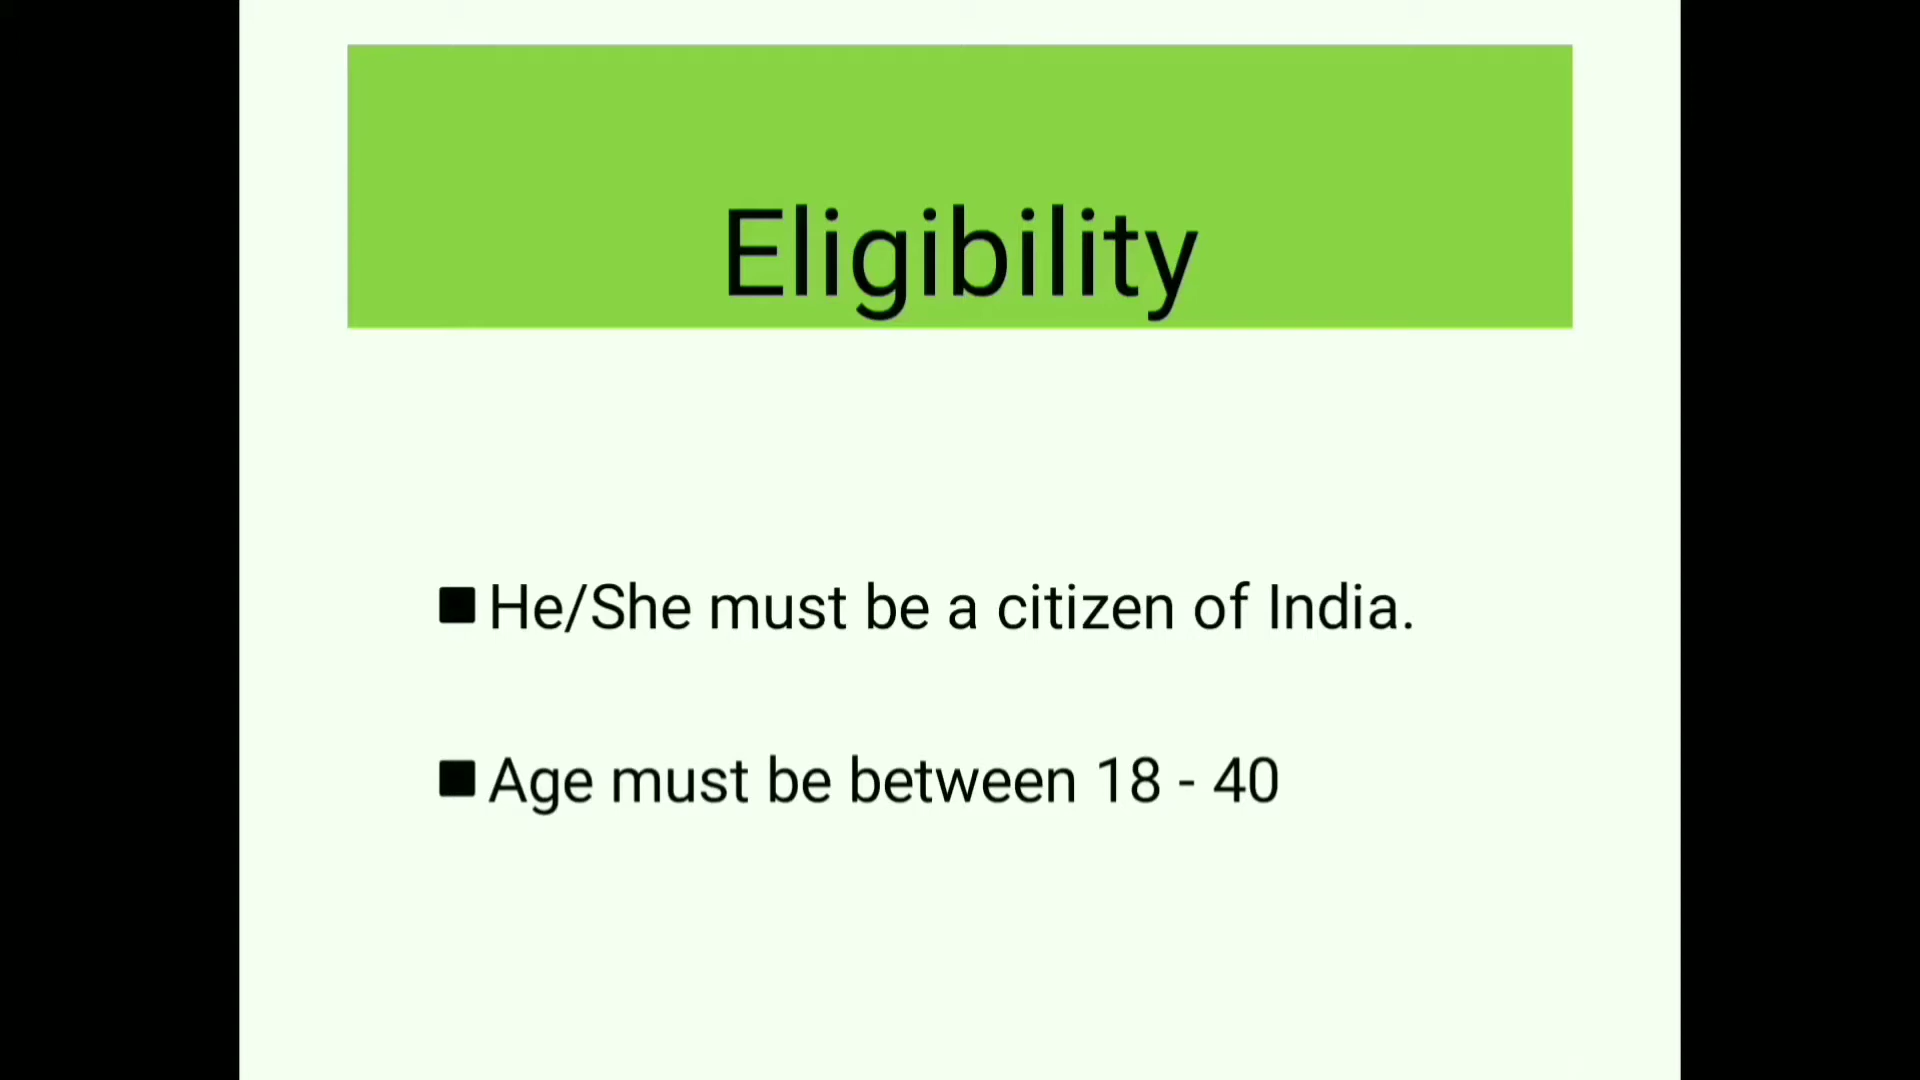 Eligibility
■ He/She must be a citizen of India.
■ Age must be between 18 - 40